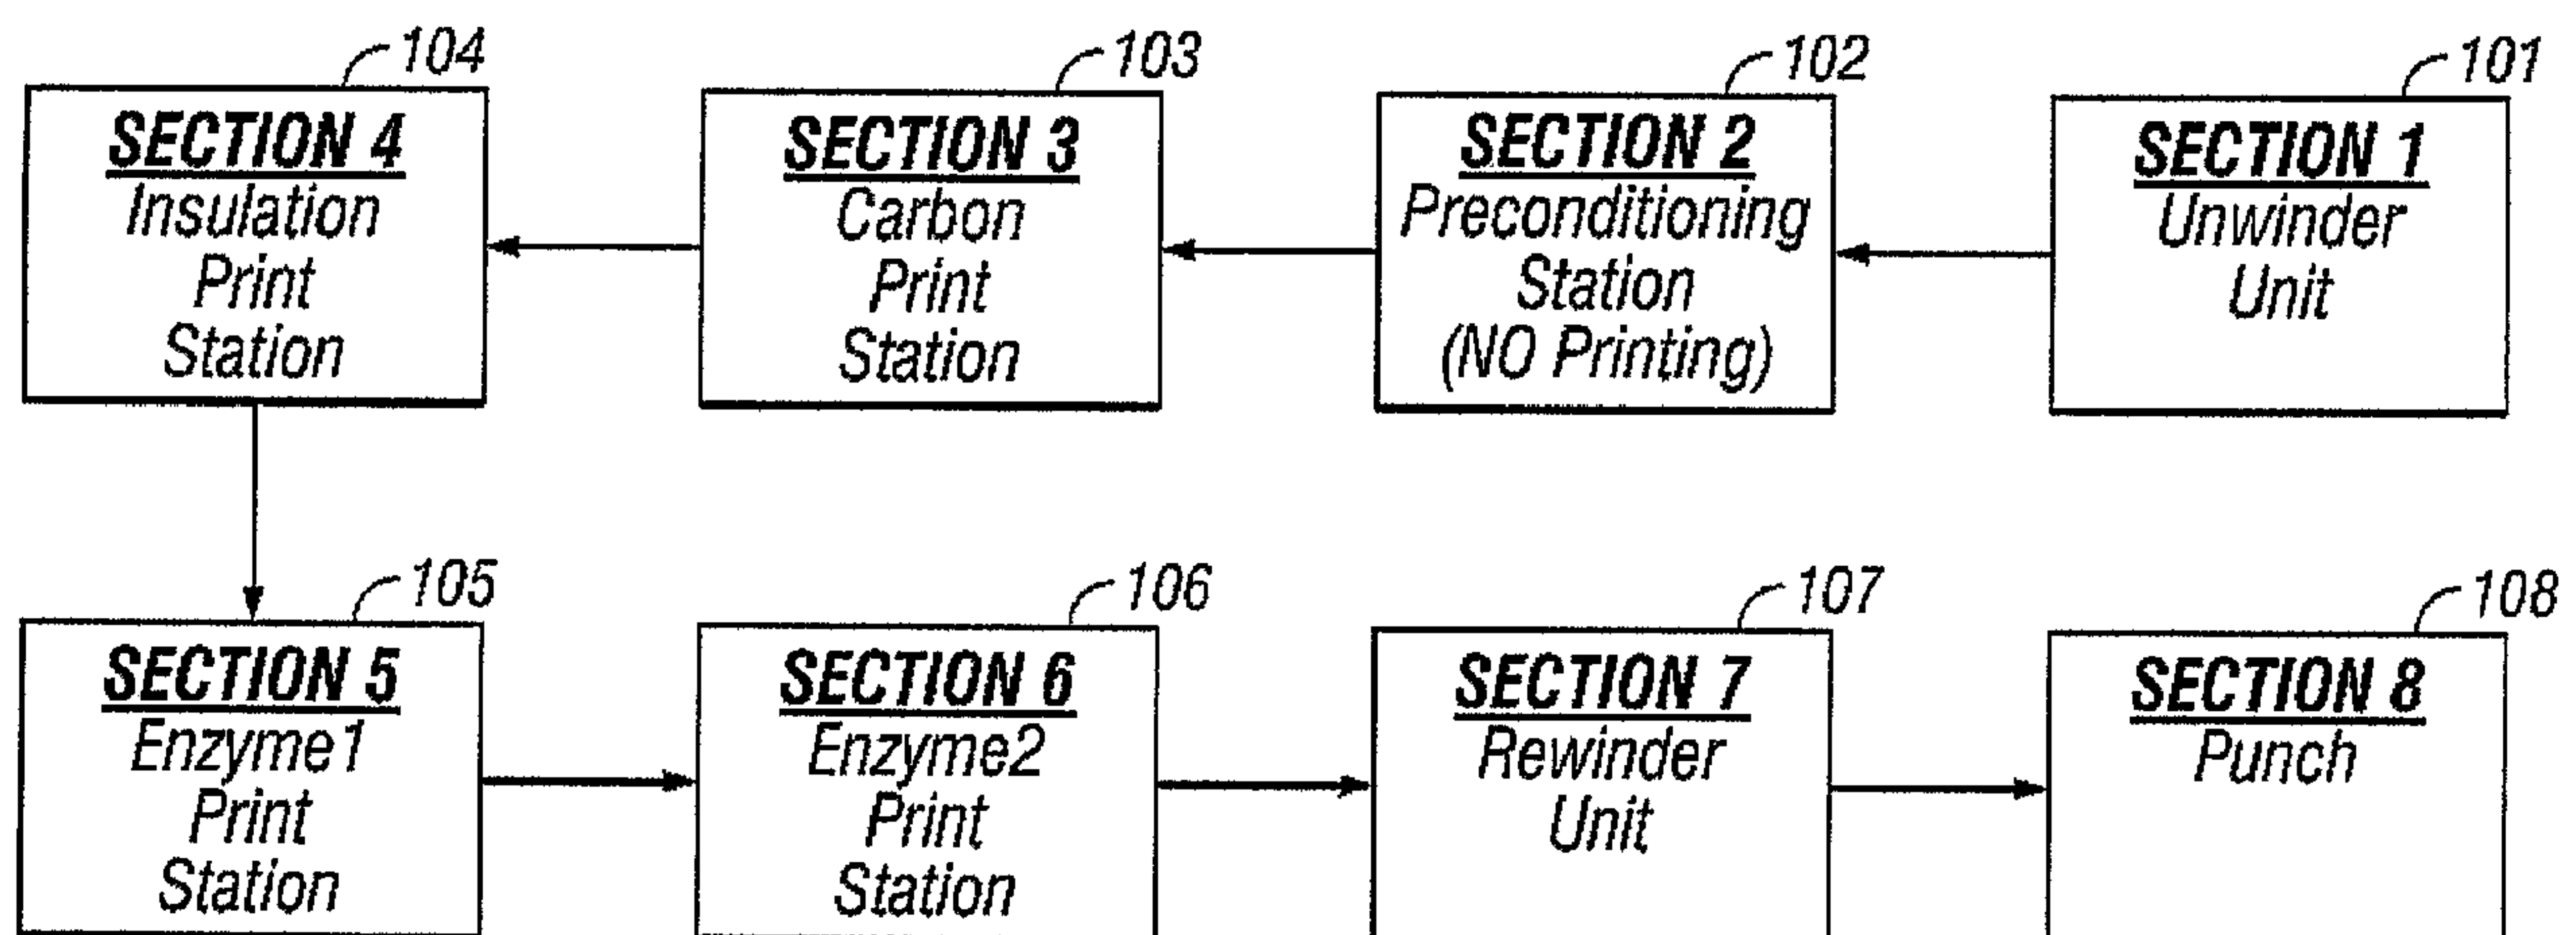 104
SECTION 4
Insulation
Print
Station
103
SECTION 3
Carbon
Print
Station
102
SECTION 2
Preconditioning
Station
(NO Printing)
101
SECTION 1
Unwinder
Unit
105
SECTION 5
Enzyme1
Print
Station
106
SECTION 6
Enzyme2
Print
Station
107
SECTION 7
Rewinder
Unit
108
SECTION 8
Punch